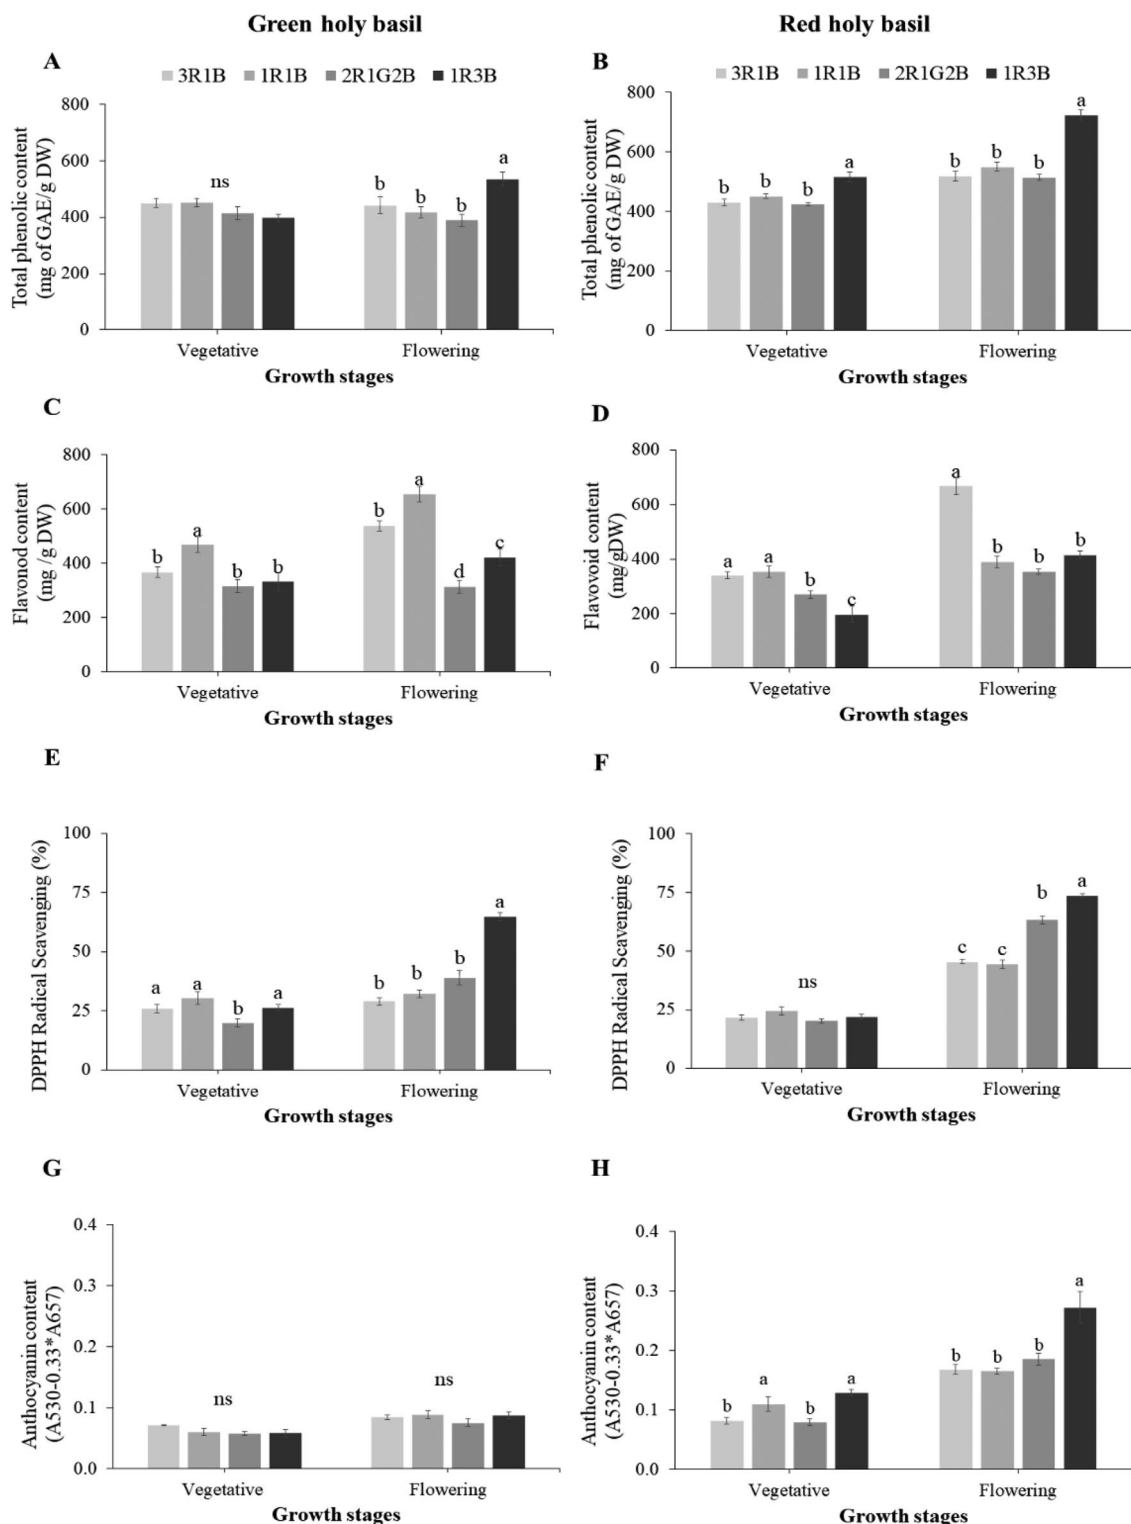 Green holy basil
Red holy basil
A
3R1B 1R1B 2R1G2B 1R3B
Total phenolic content
(mg of GAE/g DW)
800
600
400
200
0
ns
b b b a
Vegetative Flowering
Growth stages
B
3R1B 1R1B 2R1G2B 1R3B
Total phenolic content
(mg of GAE/g DW)
800
600
400
200
0
b b b a
b b b a
Vegetative Flowering
Growth stages
C
Flavonod content
(mg /g DW)
800
600
400
200
0
b a b b
b a d c
Vegetative Flowering
Growth stages
D
Flavovoid content
(mg/gDW)
800
600
400
200
0
a a b c
a b b b
Vegetative Flowering
Growth stages
E
DPPH Radical Scavenging (%)
100
75
50
25
0
a a b a
b b b a
Vegetative Flowering
Growth stages
F
DPPH Radical Scavenging (%)
100
75
50
25
0
ns
c c b a
Vegetative Flowering
Growth stages
G
Anthocyanin content
(A530-0.33*A657)
0.4
0.3
0.2
0.1
0.0
ns
ns
Vegetative Flowering
Growth stages
H
Anthocyanin content
(A530-0.33*A657)
0.4
0.3
0.2
0.1
0.0
b a b a
b b b a
Vegetative Flowering
Growth stages